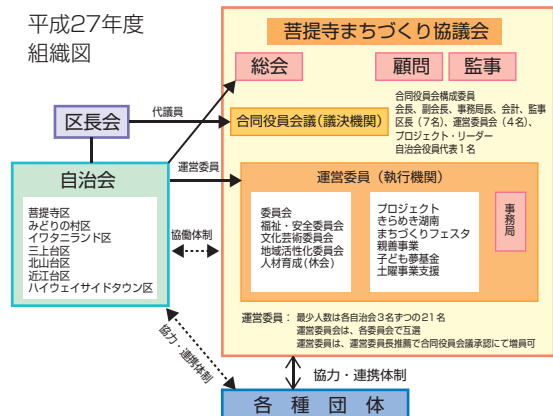 平成27年度
組織図
菩提寺まちづくり協議会
総会
顧問
監事
区長会
代議員
合同役員会議(議決機関)
合同役員会構成委員
会長、副会長、事務局長、会計、監事
区長(7名)、運営委員会(4名)、
プロジェクト・リーダー
自治会役員代表1名
自治会
菩提寺区
みどりの村区
イワタニランド区
三上台区
北山台区
近江台区
ハイウェイサイドタウン区
運営委員
協働体制
運営委員(執行機関)
委員会
福祉・安全委員会
文化芸術委員会
地域活性化委員会
人材育成(休会)
プロジェクト
きらめき湖南
まちづくりフェスタ
親善事業
子ども夢基金
土曜事業支援
事務局
運営委員: 最少人数は各自治会3名ずつの21名
運営委員会は、各委員会で互選
運営委員は、運営委員長推薦で合同役員会議承認にて増員可
協力・連携体制
協力・連携体制
各種団体